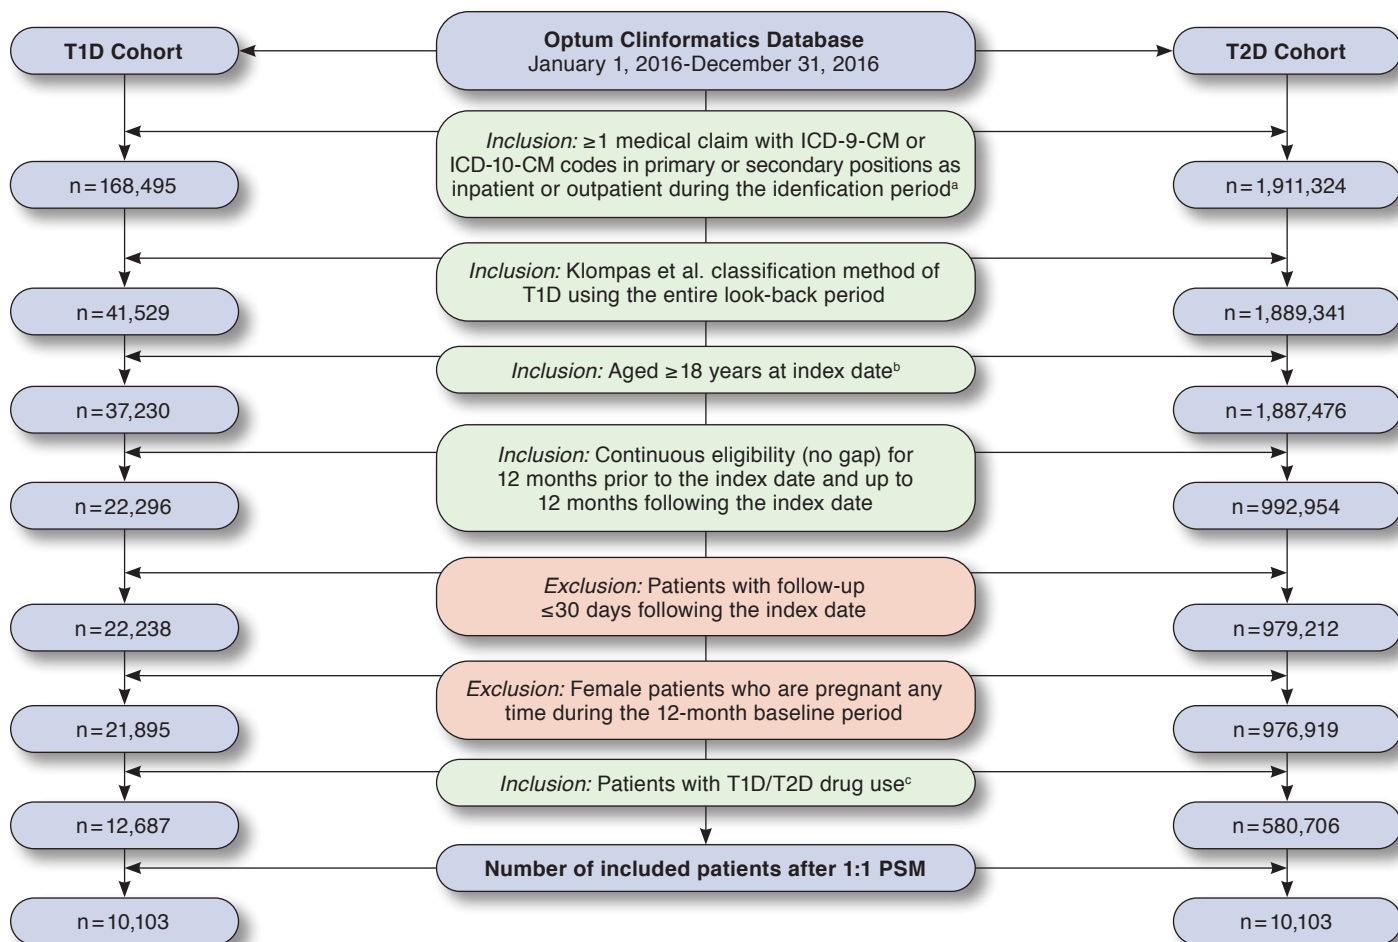 T1D Cohort
Optum Clinformatics Database
January 1, 2016-December 31, 2016
T2D Cohort
Inclusion: ≥1 medical claim with ICD-9-CM or
ICD-10-CM codes in primary or secondary positions as
inpatient or outpatient during the idenfication periodᵃ
n=168,495
n=1,911,324
Inclusion: Klompas et al. classification method of
T1D using the entire look-back period
n=41,529
n=1,889,341
Inclusion: Aged ≥18 years at index dateᵇ
n=37,230
n=1,887,476
Inclusion: Continuous eligibility (no gap) for
12 months prior to the index date and up to
12 months following the index date
n=22,296
n=992,954
Exclusion: Patients with follow-up
≤30 days following the index date
n=22,238
n=979,212
Exclusion: Female patients who are pregnant any
time during the 12-month baseline period
n=21,895
n=976,919
Inclusion: Patients with T1D/T2D drug useᶜ
n=12,687
n=580,706
Number of included patients after 1:1 PSM
n=10,103
n=10,103